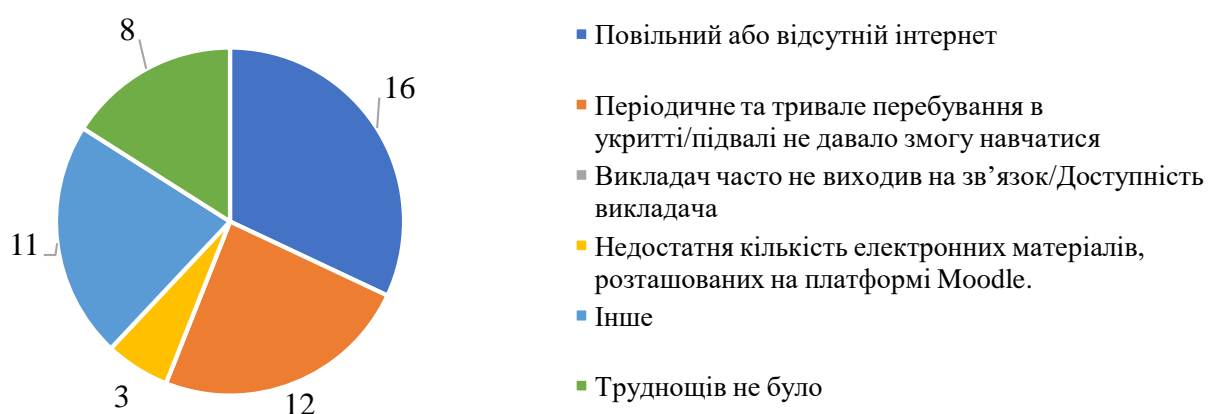 8
16
11
3
12
Повільний або відсутній інтернет
Періодичне та тривале перебування в
укритті/підвалі не давало змогу навчатися
Викладач часто не виходив на зв’язок/Доступність
викладача
Недостатня кількість електронних матеріалів,
розташованих на платформі Moodle.
Інше
Труднощів не було